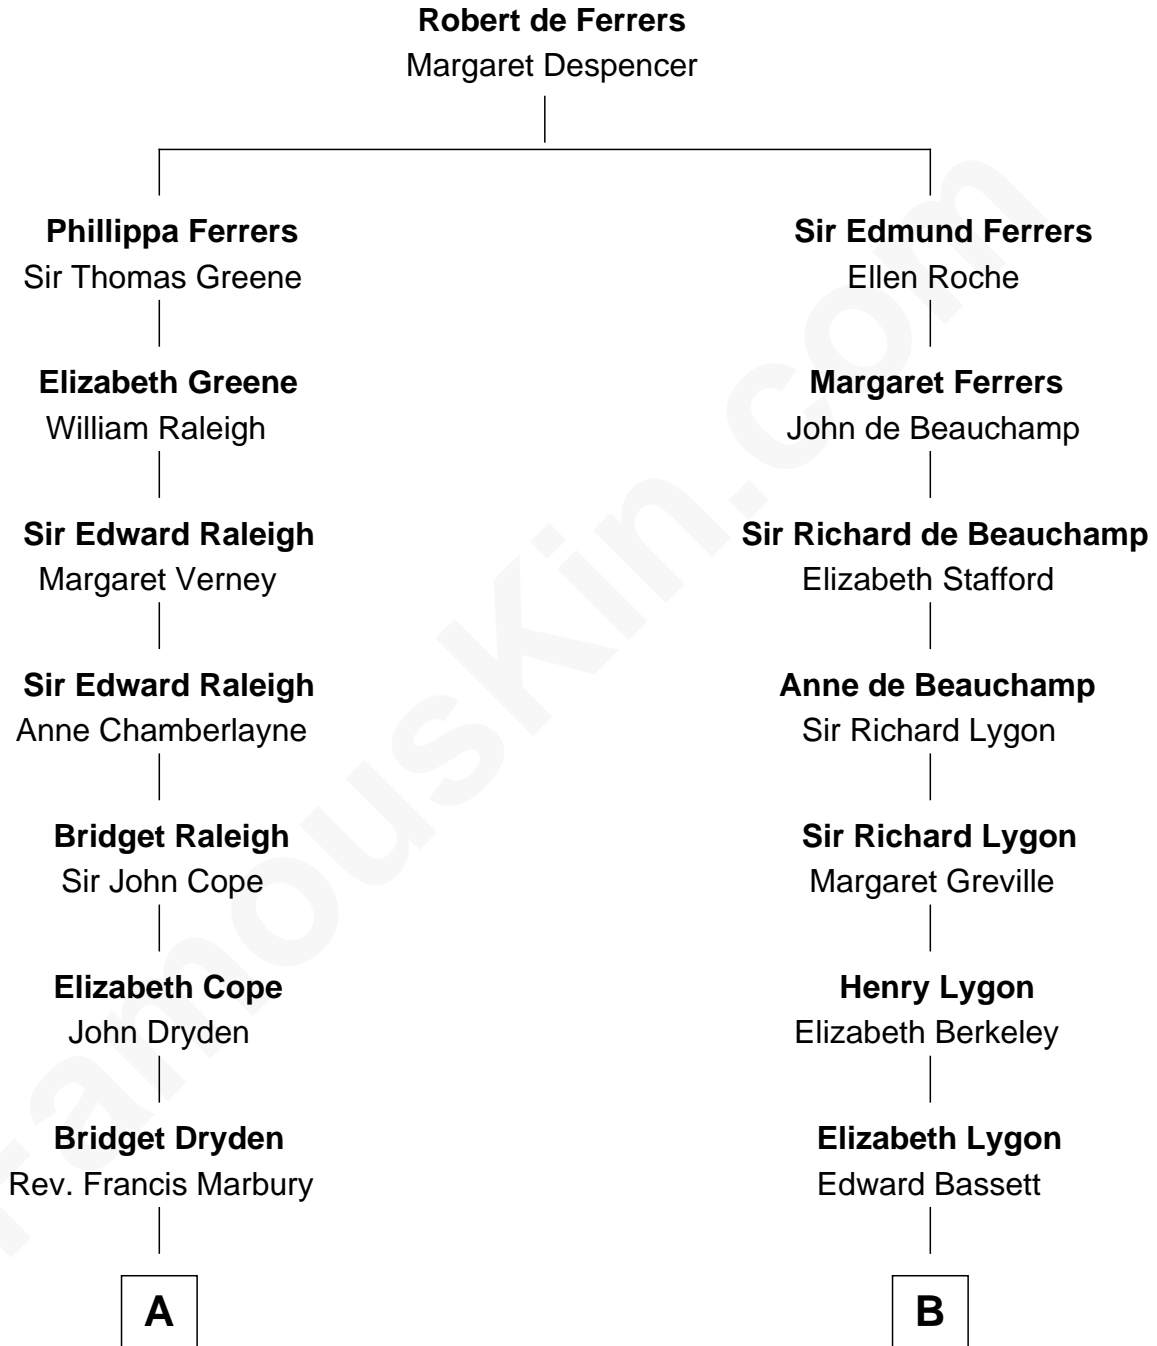 Robert de Ferrers
Margaret Despencer
Phillippa Ferrers
Sir Thomas Greene
Elizabeth Greene
William Raleigh
Sir Edward Raleigh
Margaret Verney
Sir Edward Raleigh
Anne Chamberlayne
Bridget Raleigh
Sir John Cope
Elizabeth Cope
John Dryden
Bridget Dryden
Rev. Francis Marbury
A
Sir Edmund Ferrers
Ellen Roche
Margaret Ferrers
John de Beauchamp
Sir Richard de Beauchamp
Elizabeth Stafford
Anne de Beauchamp
Sir Richard Lygon
Sir Richard Lygon
Margaret Greville
Henry Lygon
Elizabeth Berkeley
Elizabeth Lygon
Edward Bassett
B
FamousKin.com